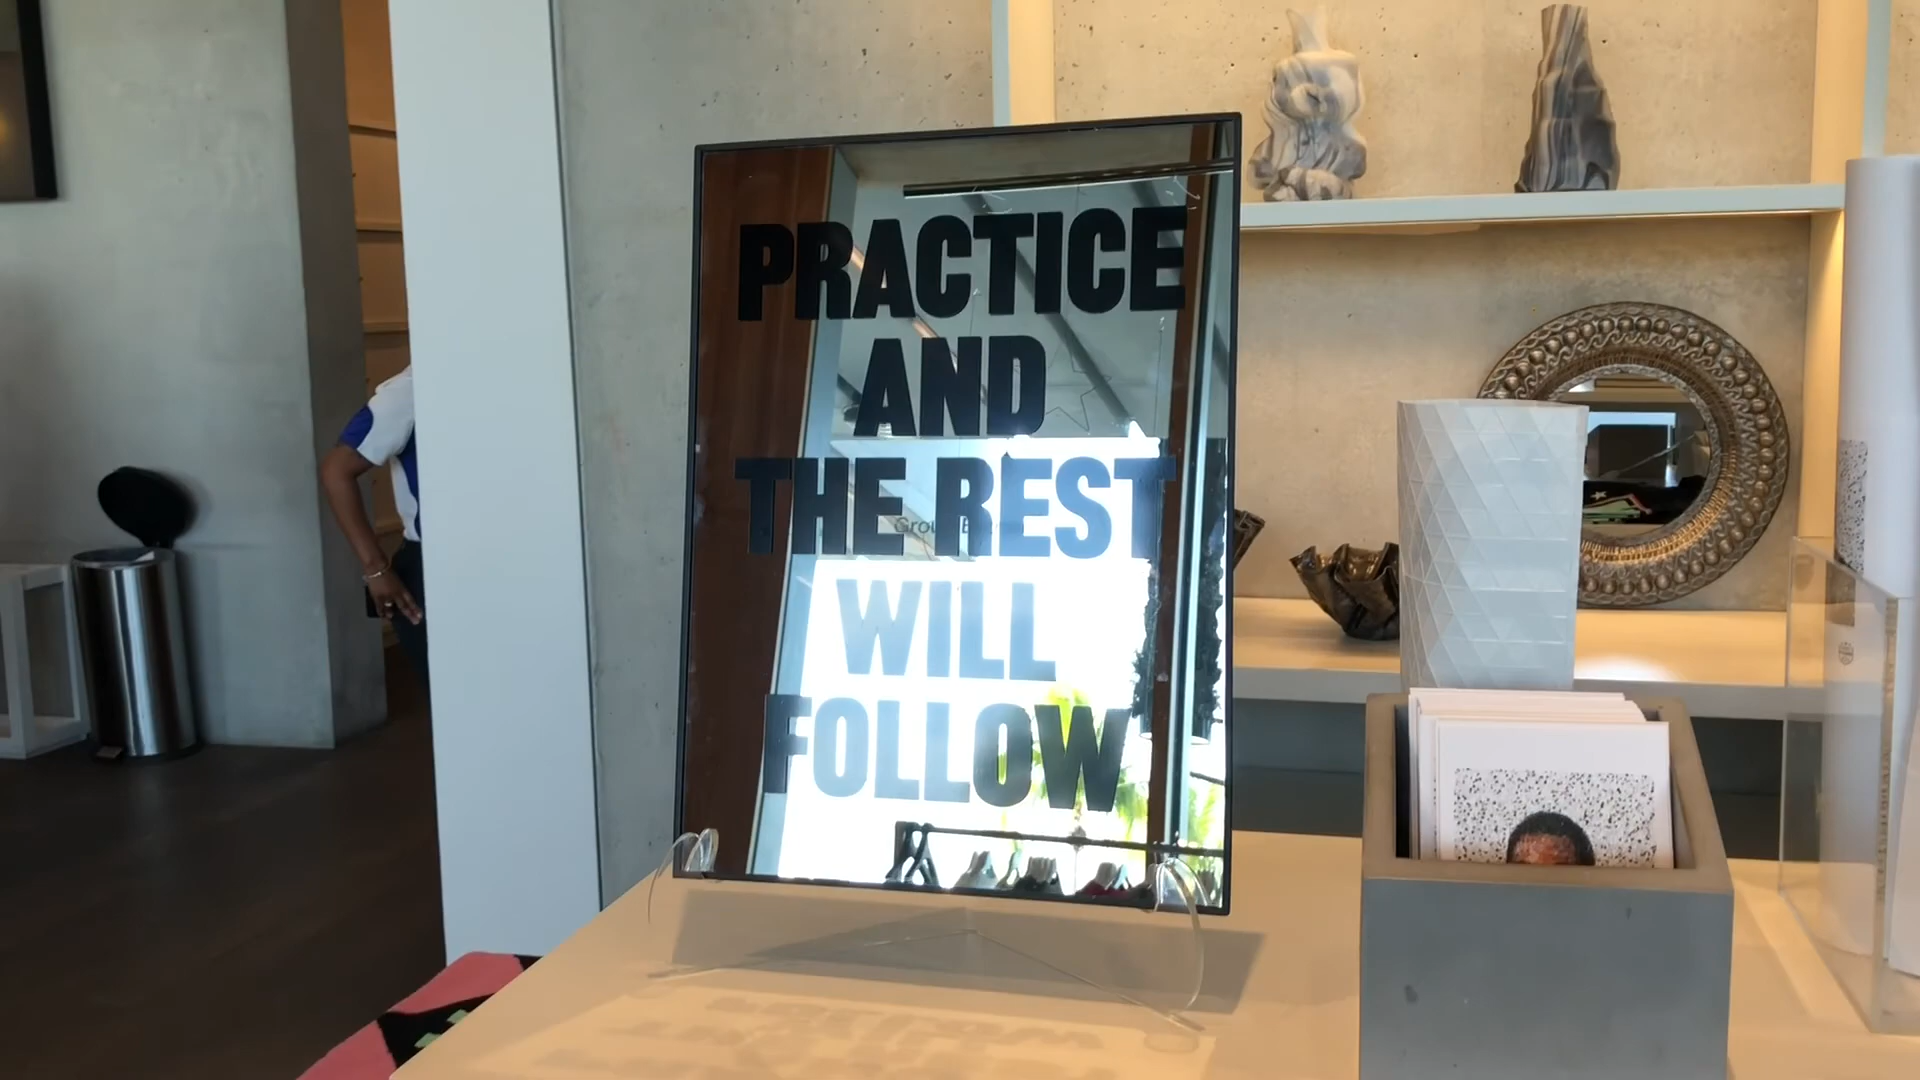 PRACTICE
AND
THE REST
WILL
FOLLOW